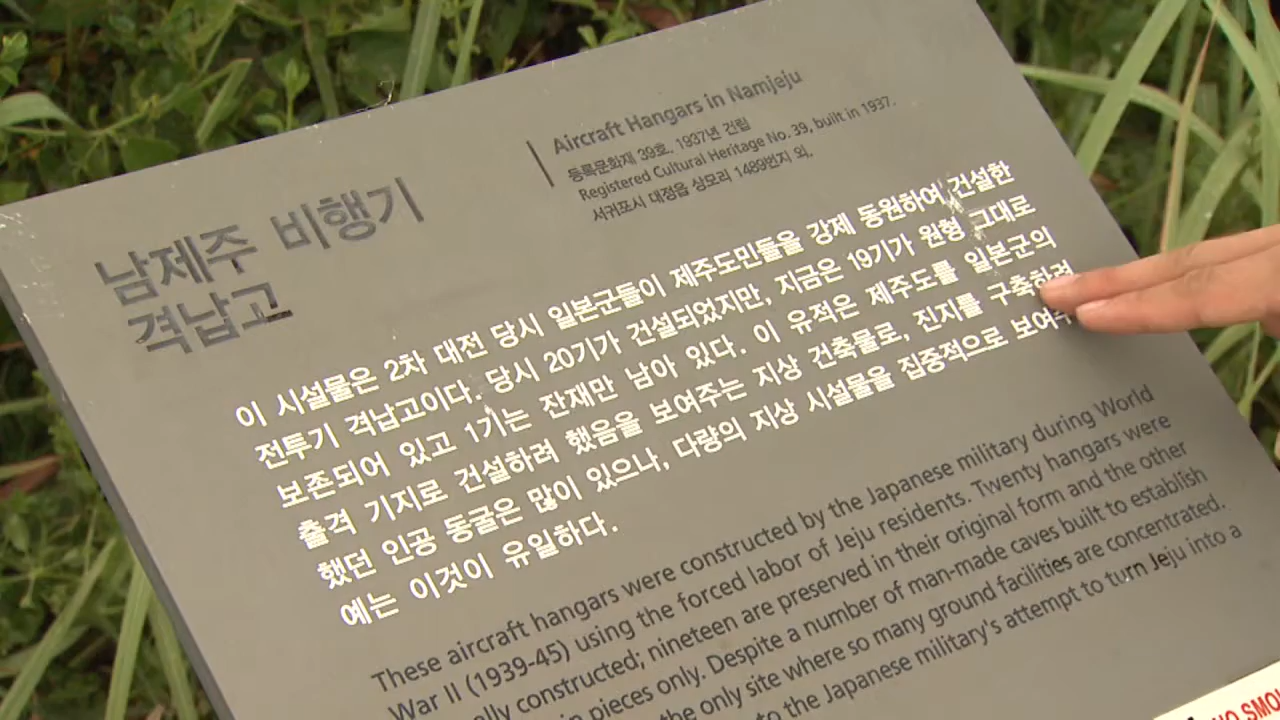 남제주 비행기
격납고
Aircraft Hangars in Namjeju
등록문화재 39호, 1937년 건립
Registered Cultural Heritage No. 39, built in 1937.
서귀포시 대정읍 상모리 1489번지 외.
이 시설물은 2차 대전 당시 일본군들이 제주도민들을 강제 동원하여 건설한
전투기 격납고이다. 당시 20기가 건설되었지만, 지금은 19기가 원형 그대로
보존되어 있고 1기는 잔재만 남아 있다. 이 유적은 제주도를 일본군의
출격 기지로 건설하려 했음을 보여주는 지상 건축물로, 진지를 구축하려
했던 인공 동굴은 많이 있으나, 다량의 지상 시설물을 집중적으로
예는 이것이 유일하다.
These aircraft hangars were constructed by the Japanese military during World
War II (1939-45) using the forced labor of Jeju residents. Twenty hangars were
constructed; nineteen are preserved in their original form and the other
in pieces only. Despite a number of man-made caves built to establish
the only site where so many ground facilities are concentrated.
to the Japanese military's attempt to turn Jeju into a
NO